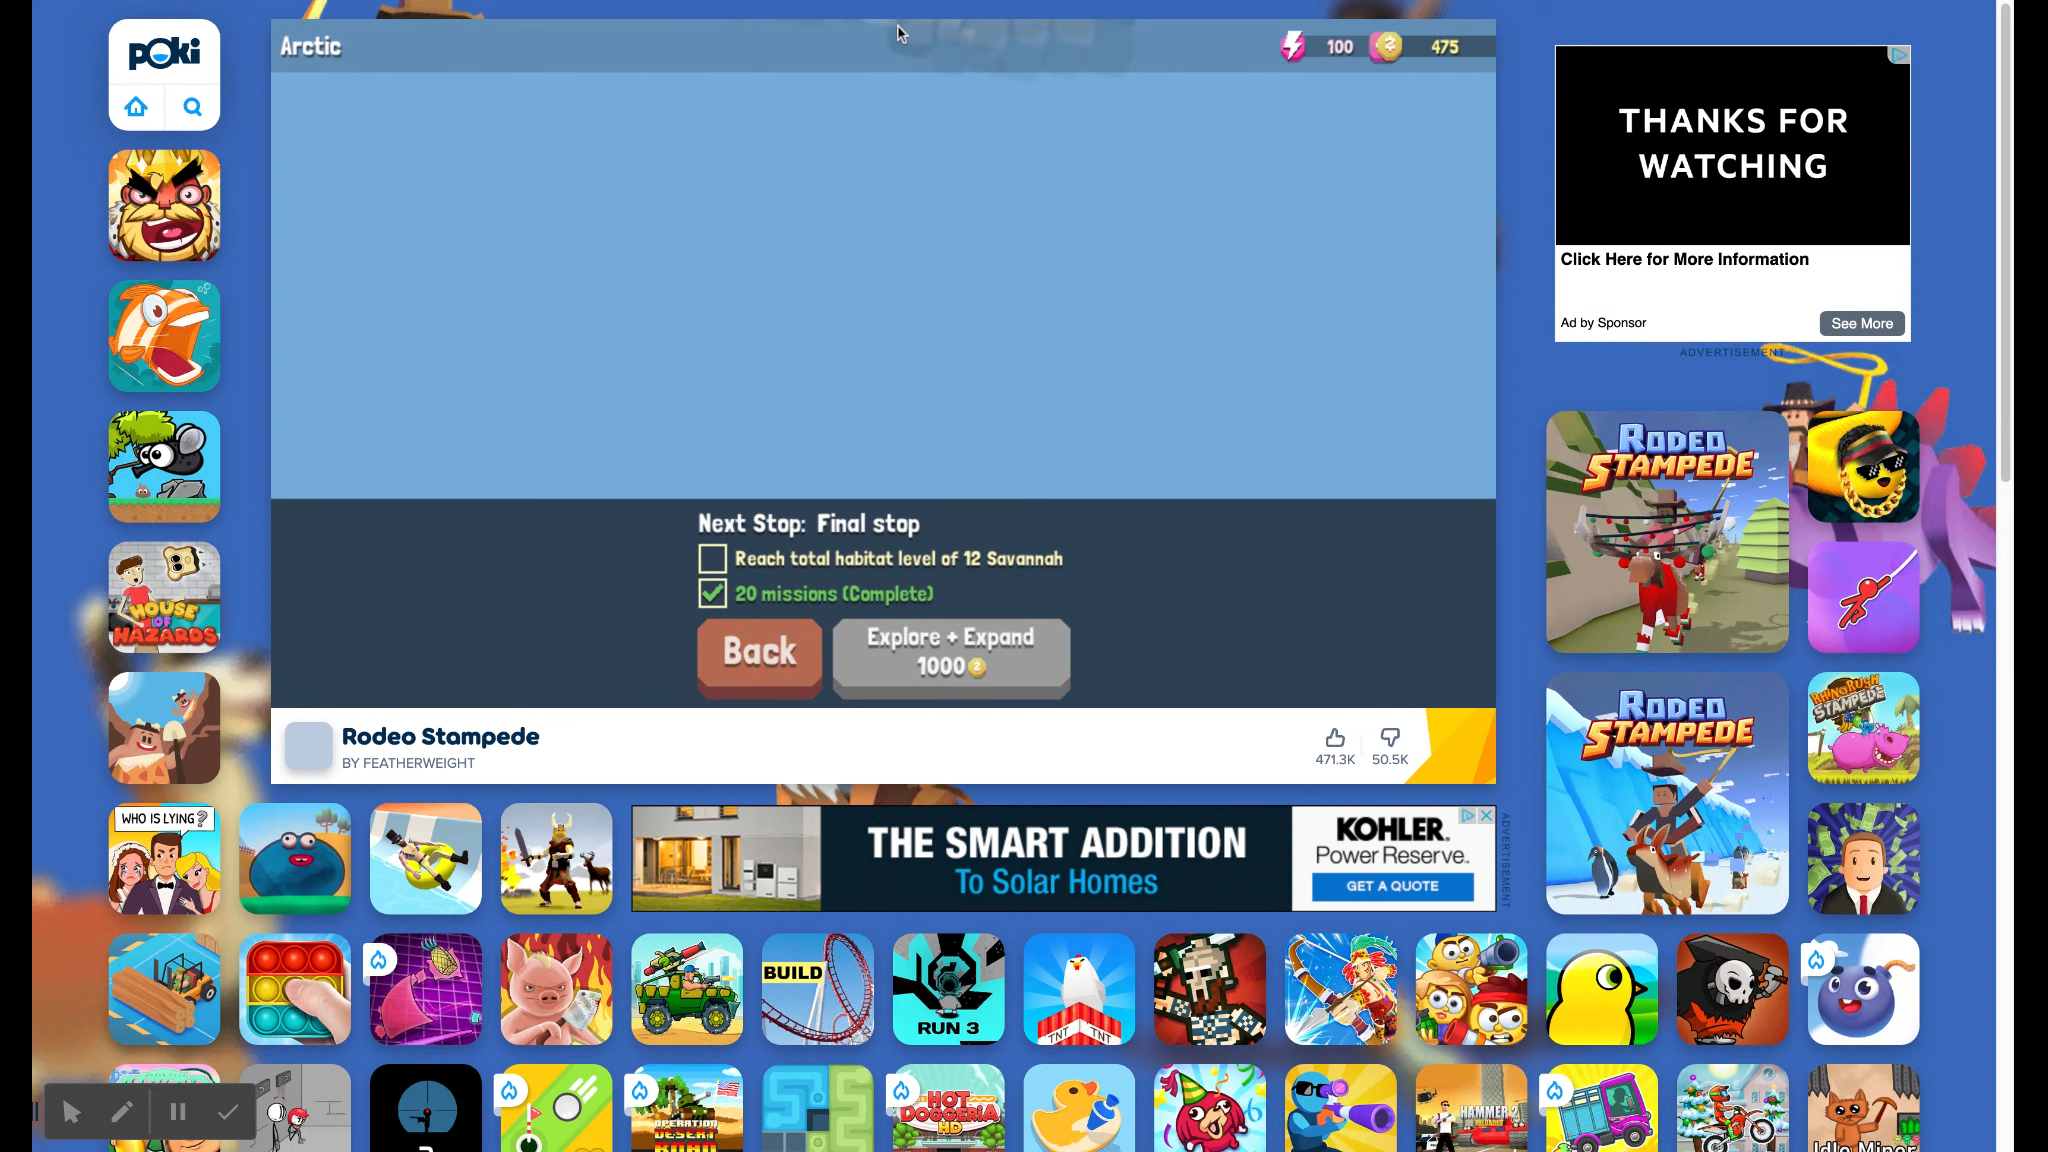 poki
Arctic
100
475
THANKS FOR
WATCHING
Click Here for More Information
Ad by Sponsor
See More
ADVERTISEMENT
Next Stop: Final stop
Reach total habitat level of 12 Savannah
20 missions (Complete)
Back
Explore + Expand
1000
Rodeo Stampede
BY FEATHERWEIGHT
471.3K
50.5K
HOUSE
OF
HAZARDS
RODEO
STAMPEDE
RODEO
STAMPEDE
RHINO RUSH
STAMPEDE
WHO IS LYING?
THE SMART ADDITION
To Solar Homes
KOHLER.
Power Reserve.
GET A QUOTE
ADVERTISEMENT
BUILD
RUN 3
TNT TNT
OPERATION
DESERT
ROAD
HOT
DOGGERIA
HD
HAMMER 2
RELOADED
Idle Miner